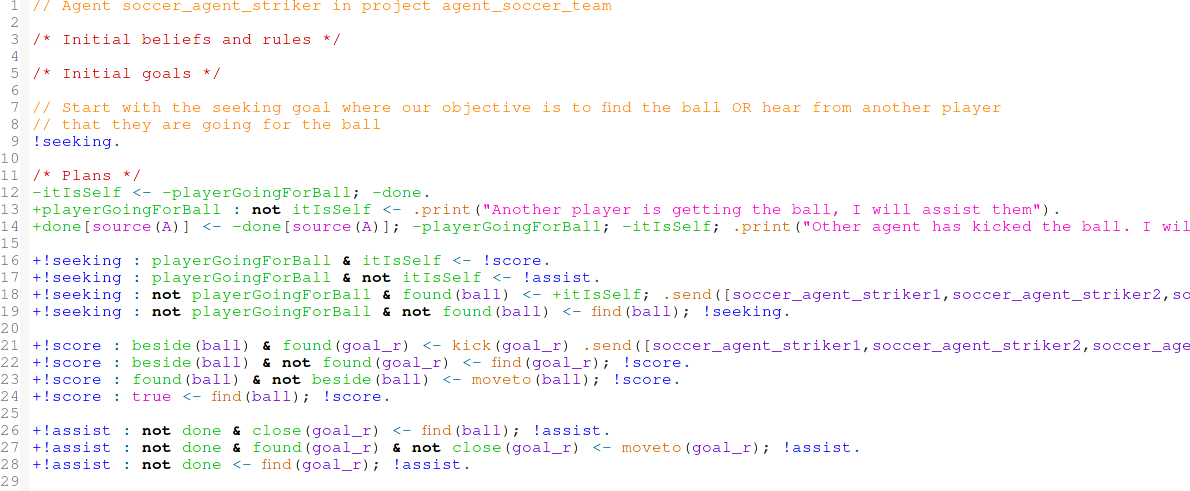 1 // Agent soccer_agent_striker in project agent_soccer_team
2
3 /* Initial beliefs and rules */
4
5 /* Initial goals */
6
7 // Start with the seeking goal where our objective is to find the ball OR hear from another player
8 // that they are going for the ball
9 !seeking.
10
11 /* Plans */
12 -itIsSelf <- -playerGoingForBall; -done.
13 +playerGoingForBall : not itIsSelf <- .print("Another player is getting the ball, I will assist them").
14 +done[source(A)] <- -done[source(A)]; -playerGoingForBall; -itIsSelf; .print("Other agent has kicked the ball. I wil
15
16 +!seeking : playerGoingForBall & itIsSelf <- !score.
17 +!seeking : playerGoingForBall & not itIsSelf <- !assist.
18 +!seeking : not playerGoingForBall & found(ball) <- +itIsSelf; .send([soccer_agent_striker1,soccer_agent_striker2,so
19 +!seeking : not playerGoingForBall & not found(ball) <- find(ball); !seeking.
20
21 +!score : beside(ball) & found(goal_r) <- kick(goal_r) .send([soccer_agent_striker1,soccer_agent_striker2,soccer_age
22 +!score : beside(ball) & not found(goal_r) <- find(goal_r); !score.
23 +!score : found(ball) & not beside(ball) <- moveto(ball); !score.
24 +!score : true <- find(ball); !score.
25
26 +!assist : not done & close(goal_r) <- find(ball); !assist.
27 +!assist : not done & found(goal_r) & not close(goal_r) <- moveto(goal_r); !assist.
28 +!assist : not done <- find(goal_r); !assist.
29